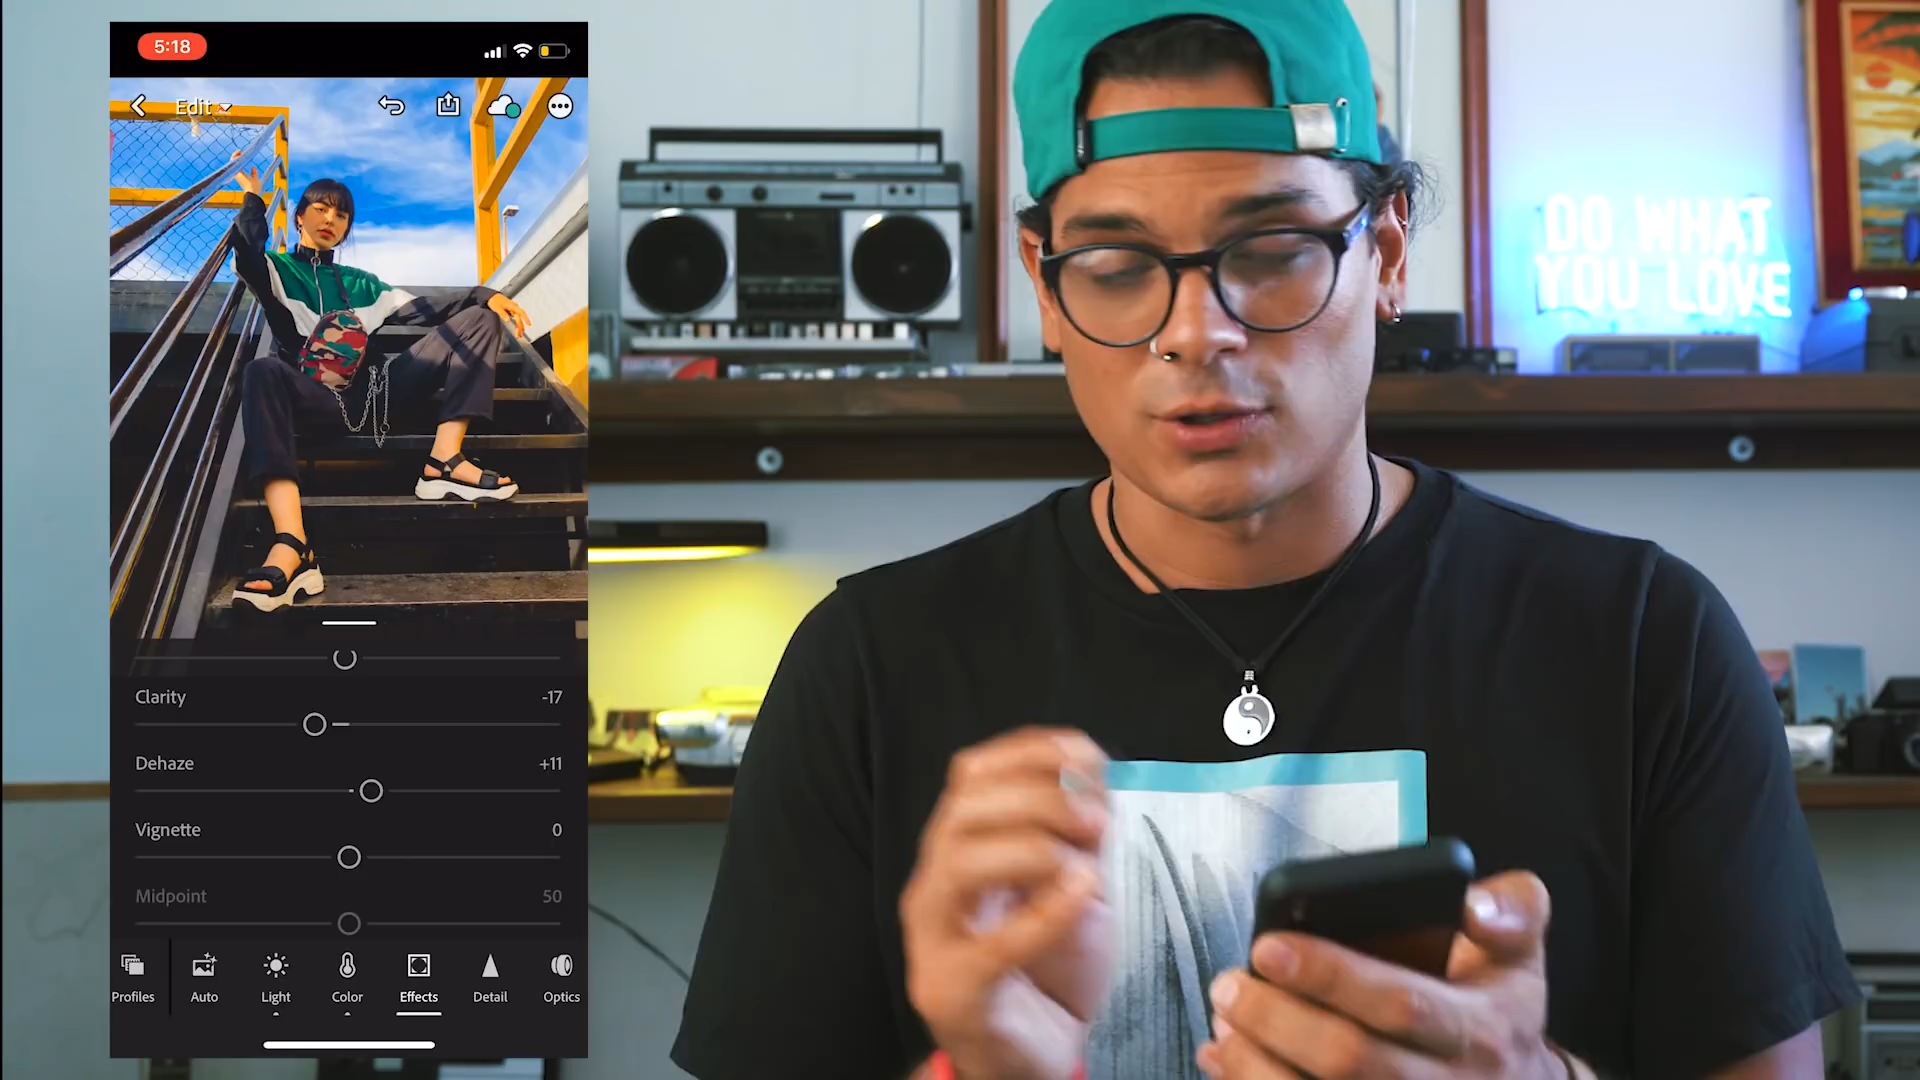 5:18
Edit
Clarity -17
Dehaze +11
Vignette 0
Midpoint 50
Profiles Auto Light Color Effects Detail Optics
DO WHAT
YOU LOVE